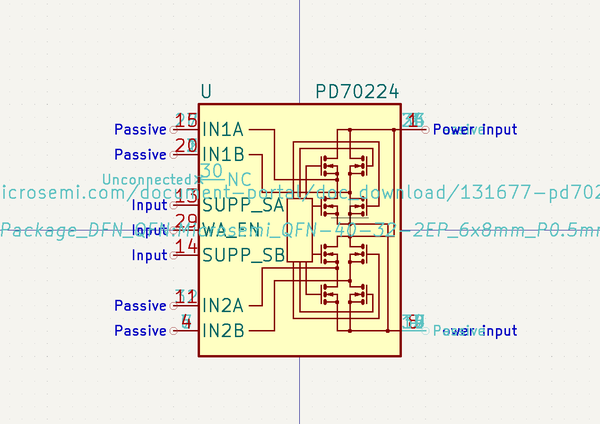 U PD70224
Passive 15 IN1A Power input
Passive 20 IN1B
Unconnected 30 NC
icrosemi.com/document-portal/doc_download/131677-pd702
Input 13 SUPP_SA
Package_DFN_QFN:Microsemi_QFN-40-32-2EP_6x8mm_P0.5mm
Input 29 WA_EN
Input 14 SUPP_SB
Passive 11 IN2A
Passive 4 IN2B 8 Power input